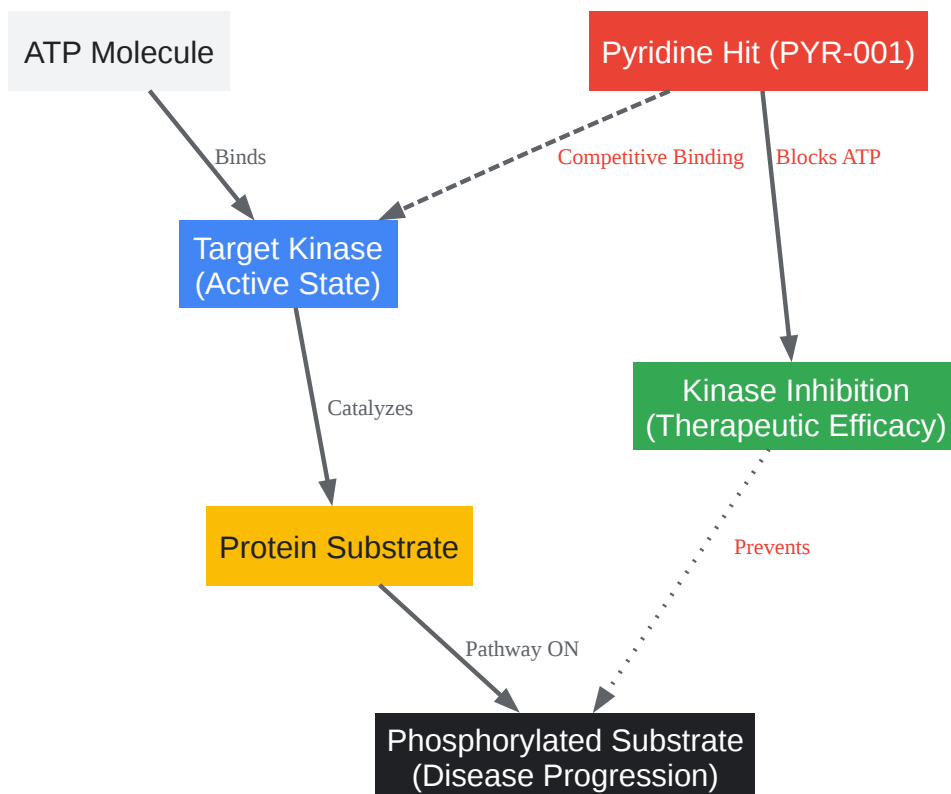 ATP Molecule
Pyridine Hit (PYR-001)
Binds
Competitive Binding
Blocks ATP
Target Kinase
(Active State)
Catalyzes
Kinase Inhibition
(Therapeutic Efficacy)
Protein Substrate
Prevents
Pathway ON
Phosphorylated Substrate
(Disease Progression)